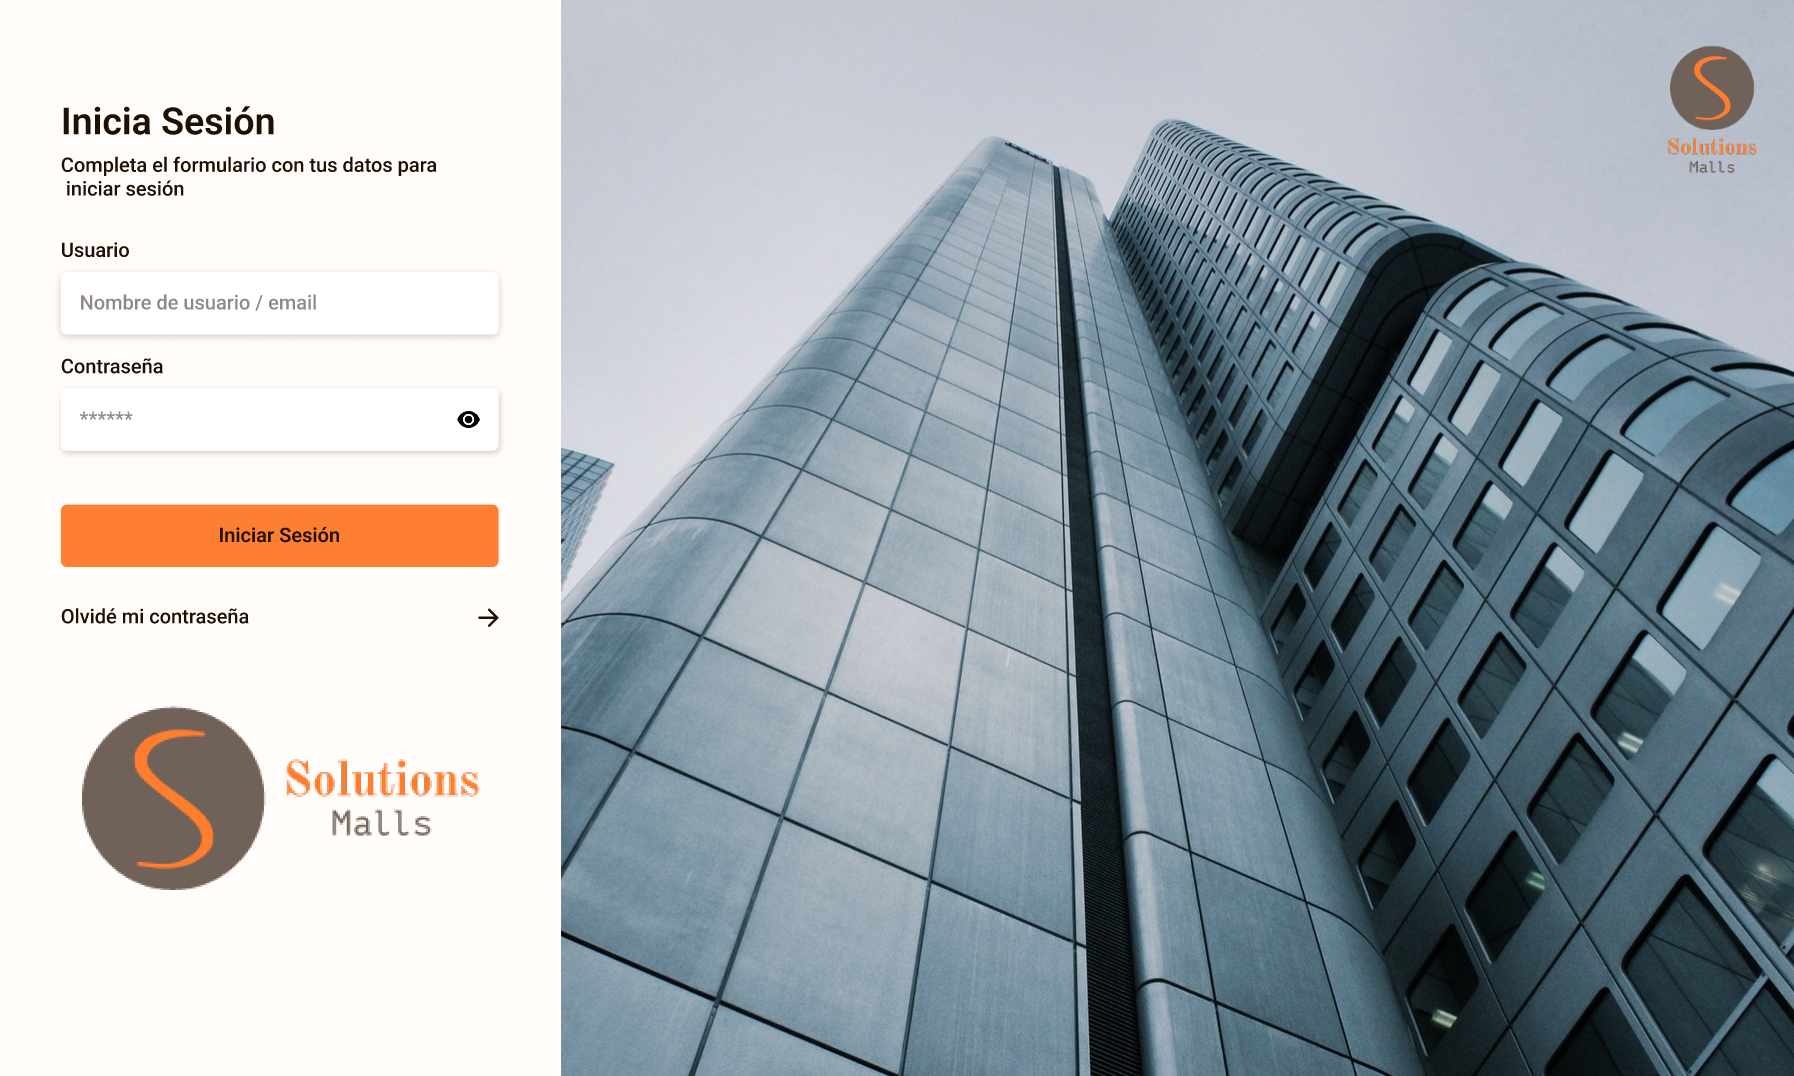 Inicia Sesión
Completa el formulario con tus datos para
iniciar sesión
Usuario
Nombre de usuario / email
Contraseña
******
Iniciar Sesión
Olvidé mi contraseña
S
Solutions
Malls
S
Solutions
Malls